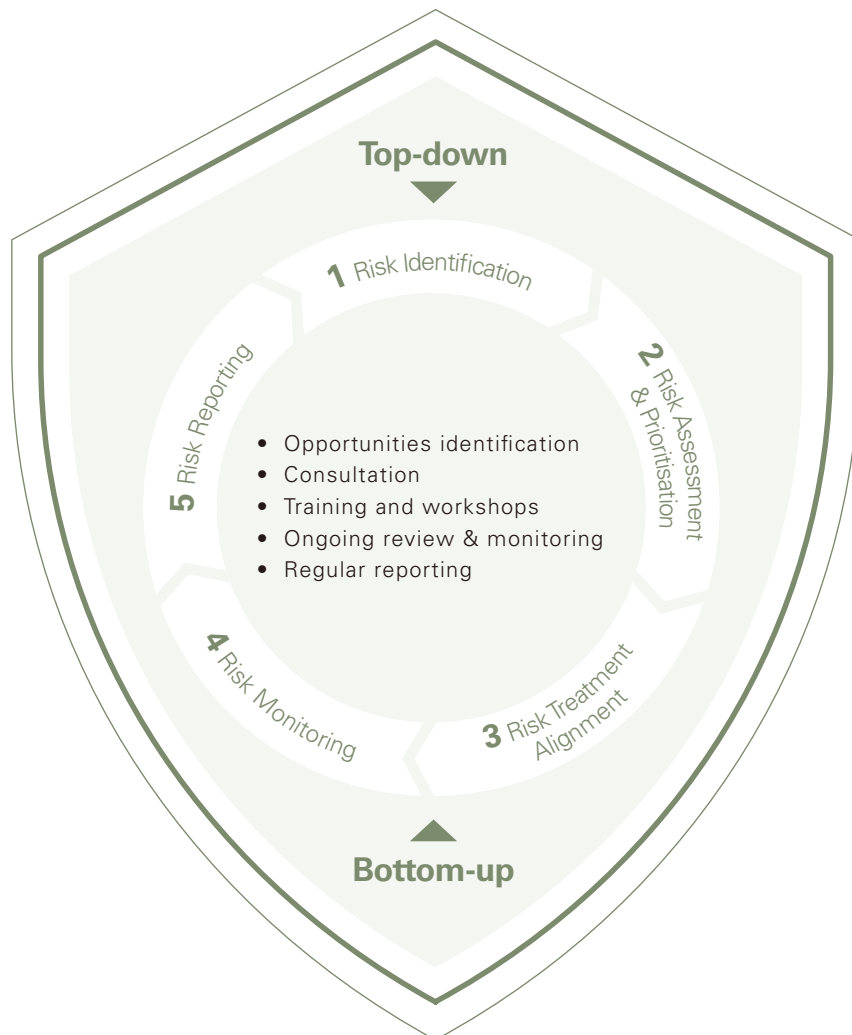 Top-down
1 Risk Identification
2 Risk Assessment
& Prioritisation
3 Risk Treatment
Alignment
4 Risk Monitoring
5 Risk Reporting
• Opportunities identification
• Consultation
• Training and workshops
• Ongoing review & monitoring
• Regular reporting
Bottom-up